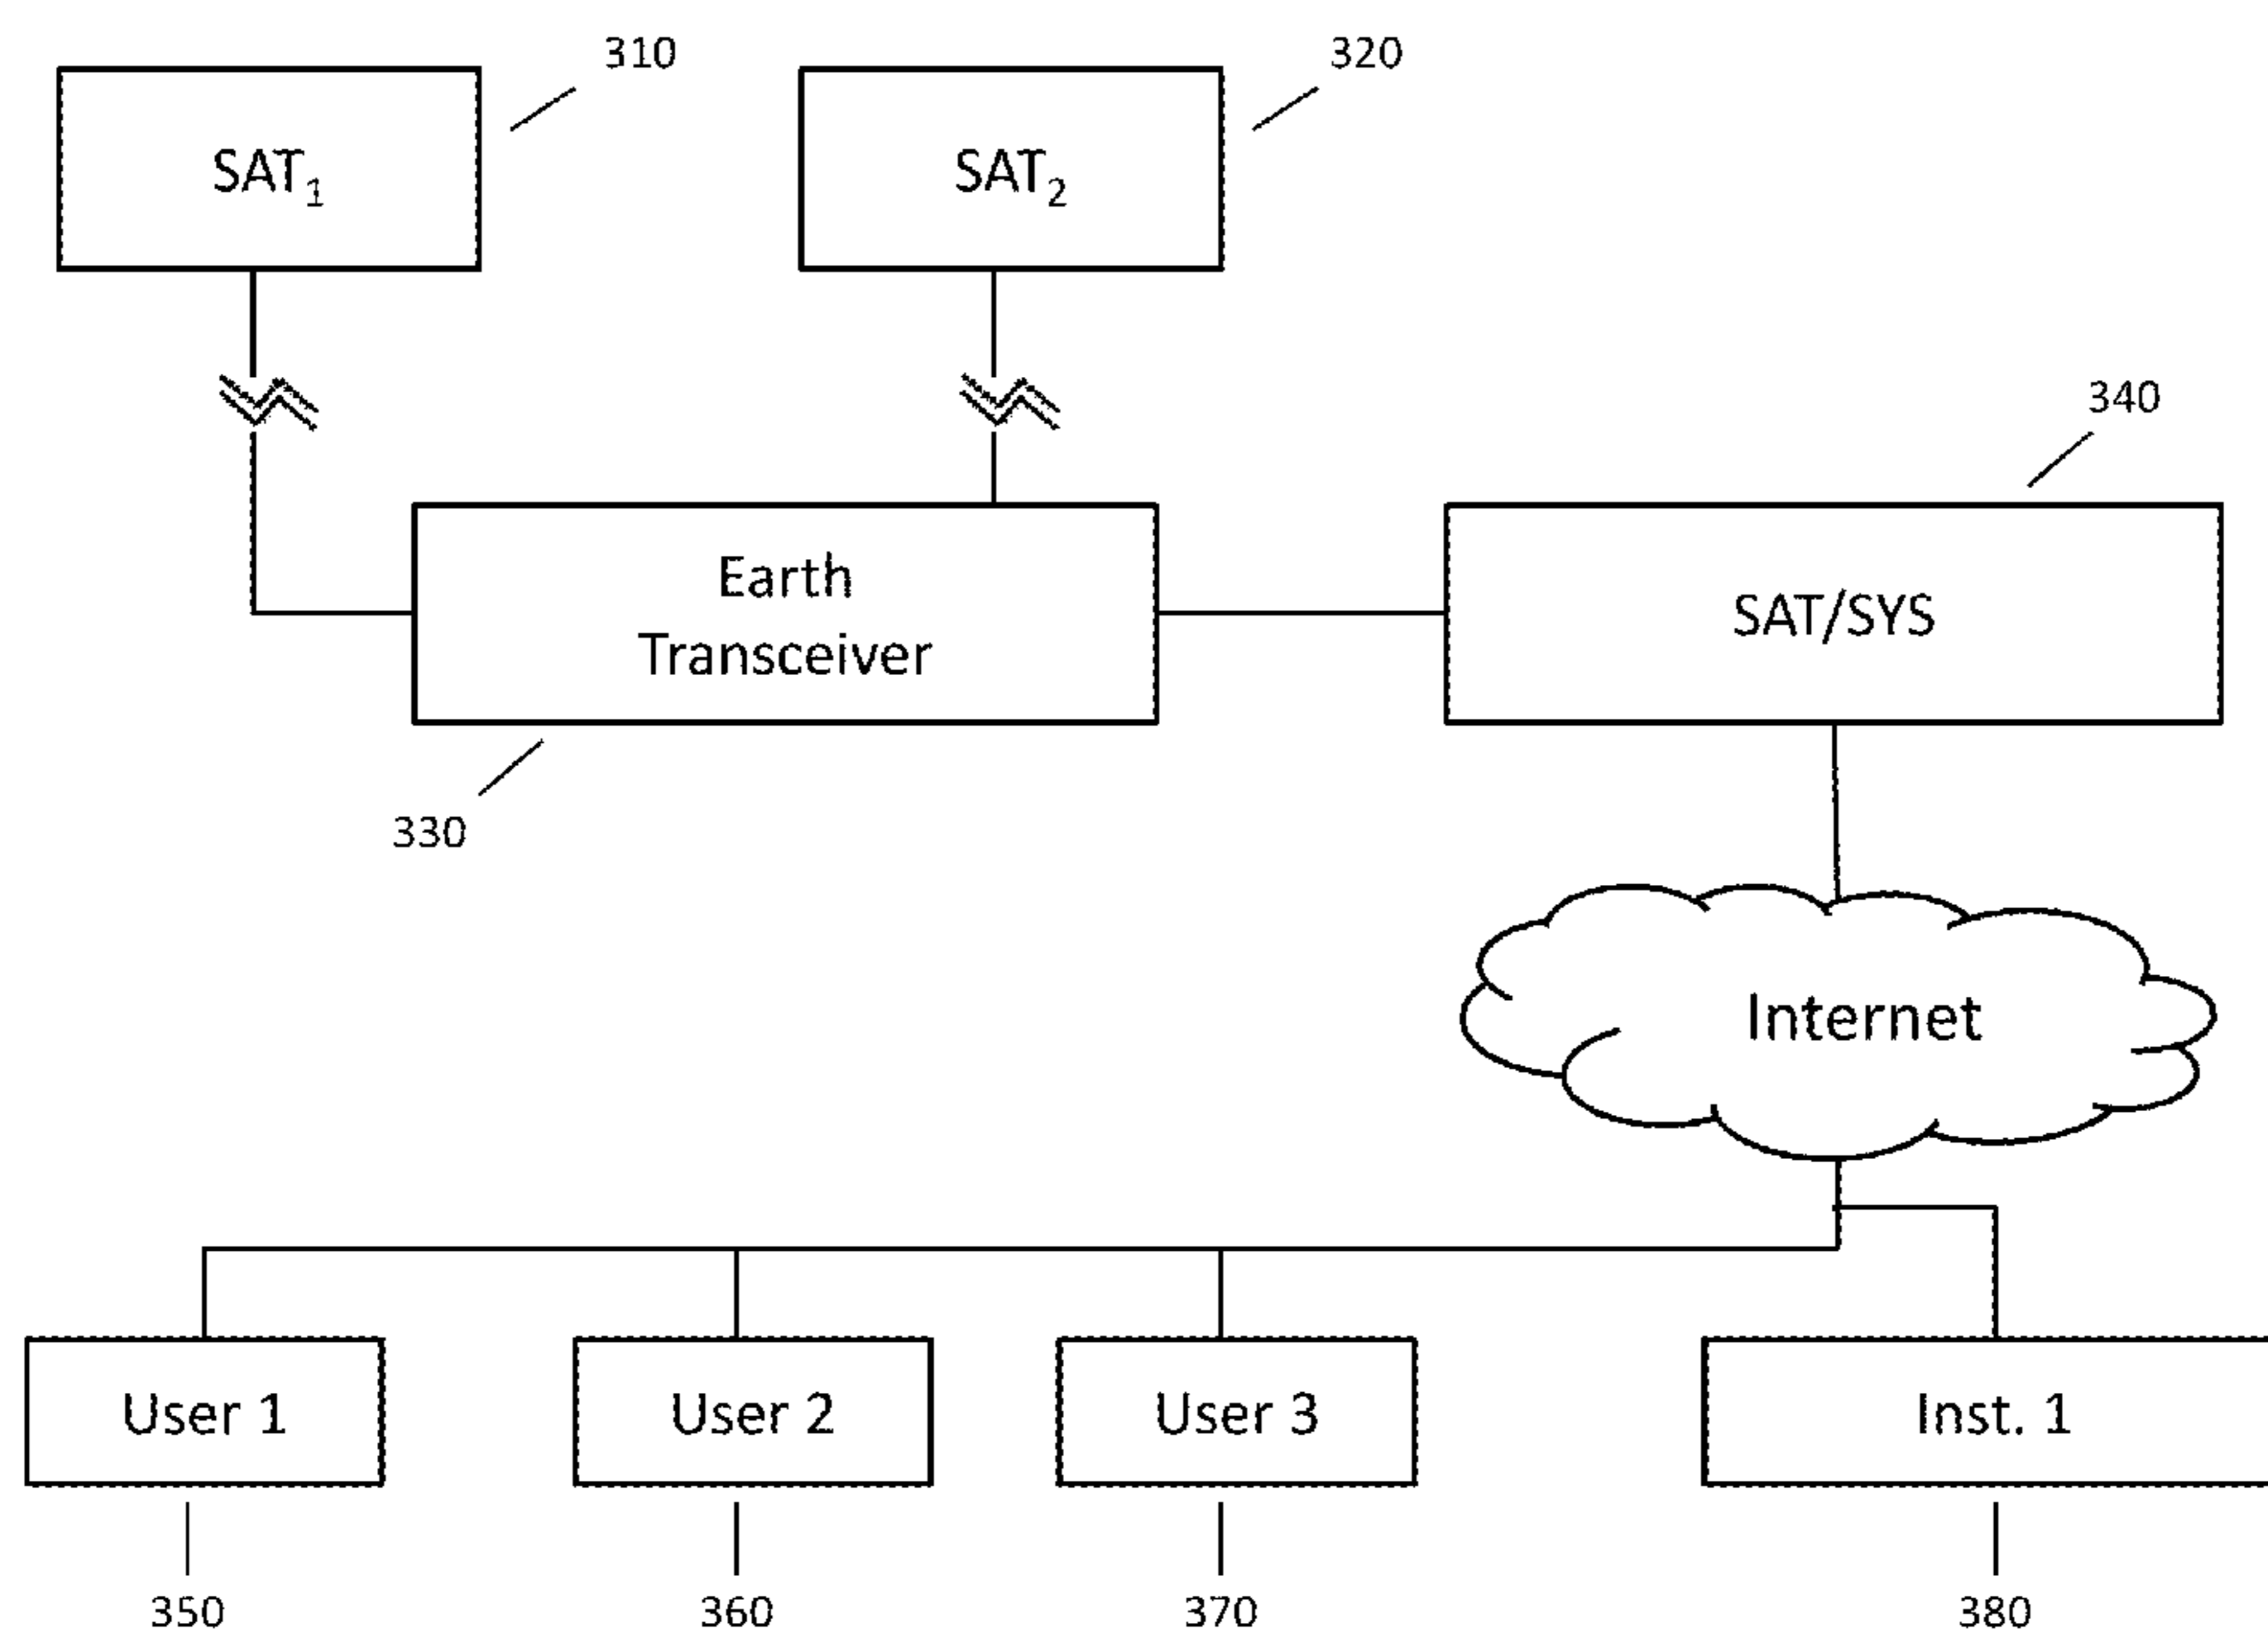 310
320
SAT₁
SAT₂
340
Earth
Transceiver
SAT/SYS
330
Internet
User 1
User 2
User 3
Inst. 1
350
360
370
380